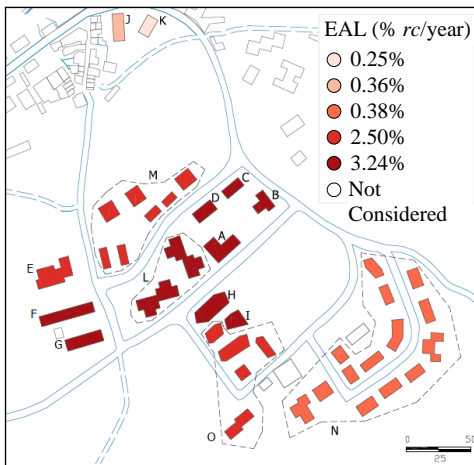 J
K
EAL (% rc/year)
0.25%
0.36%
0.38%
2.50%
3.24%
Not
Considered
M
C
D
B
A
E
L
F
H
I
G
O
N
0
50
25